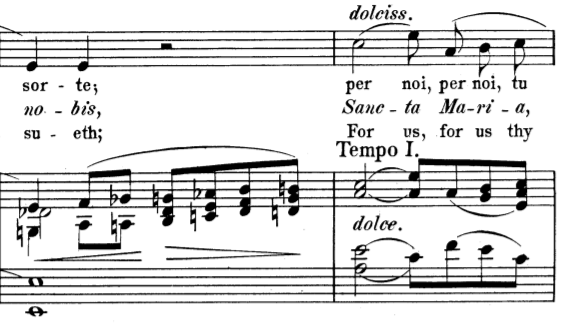 dolciss.
sor - te; per noi, per noi, tu
no - bis, Sanc - ta Ma - ri - a,
su - eth; For us, for us thy
Tempo I.
dolce.